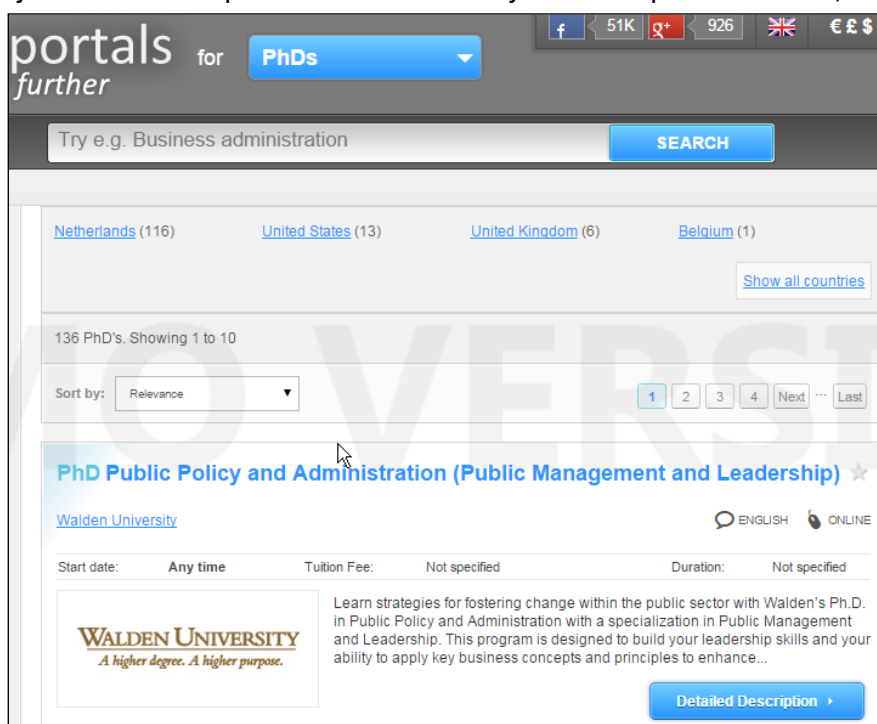 portals for PhDs
further
51K g+ 926 €£$
Try e.g. Business administration SEARCH
Netherlands (116) United States (13) United Kingdom (6) Belgium (1)
Show all countries
136 PhD's. Showing 1 to 10
Sort by: Relevance 1 2 3 4 Next ... Last
PhD Public Policy and Administration (Public Management and Leadership)
Walden University ENGLISH ONLINE
Start date: Any time Tuition Fee: Not specified Duration: Not specified
Learn strategies for fostering change within the public sector with Walden's Ph.D.
in Public Policy and Administration with a specialization in Public Management
and Leadership. This program is designed to build your leadership skills and your
ability to apply key business concepts and principles to enhance...
WALDEN UNIVERSITY
A higher degree. A higher purpose.
Detailed Description